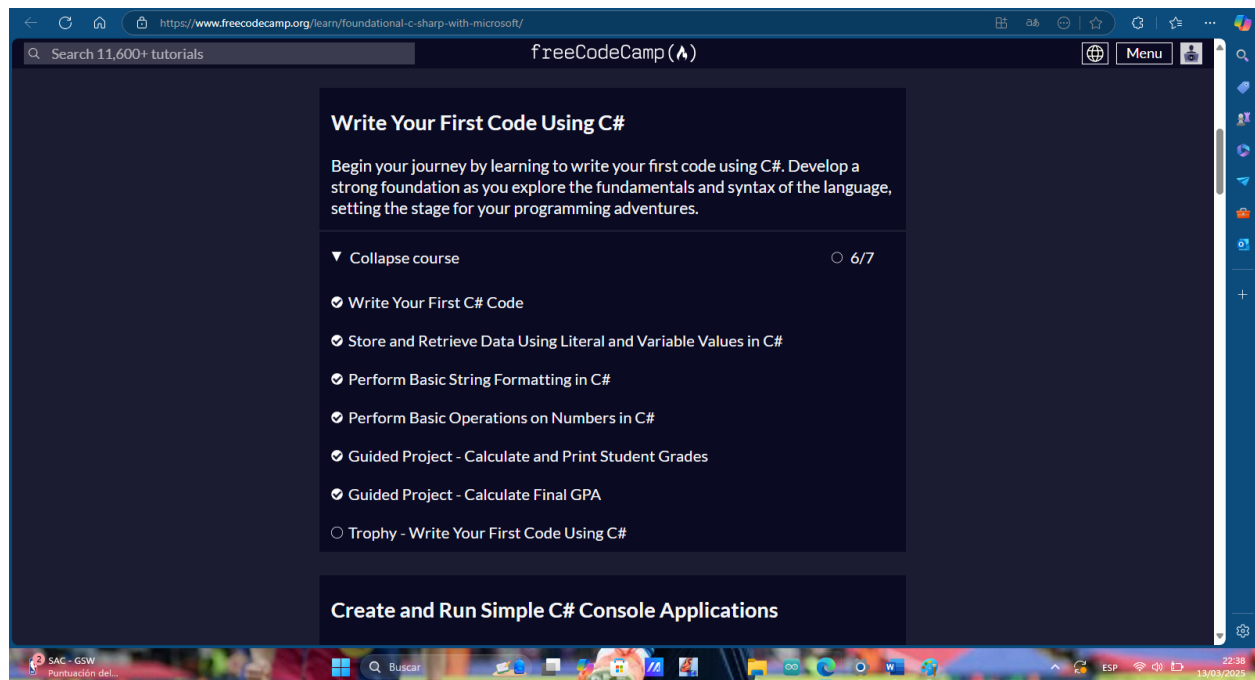 https://www.freecodecamp.org/learn/foundational-c-sharp-with-microsoft/
Search 11,600+ tutorials
freeCodeCamp
Menu
Write Your First Code Using C#
Begin your journey by learning to write your first code using C#. Develop a
strong foundation as you explore the fundamentals and syntax of the language,
setting the stage for your programming adventures.
Collapse course 6/7
Write Your First C# Code
Store and Retrieve Data Using Literal and Variable Values in C#
Perform Basic String Formatting in C#
Perform Basic Operations on Numbers in C#
Guided Project - Calculate and Print Student Grades
Guided Project - Calculate Final GPA
Trophy - Write Your First Code Using C#
Create and Run Simple C# Console Applications
2
SAC - GSW
Puntuación del...
Buscar
ESP
22:38
13/03/2025